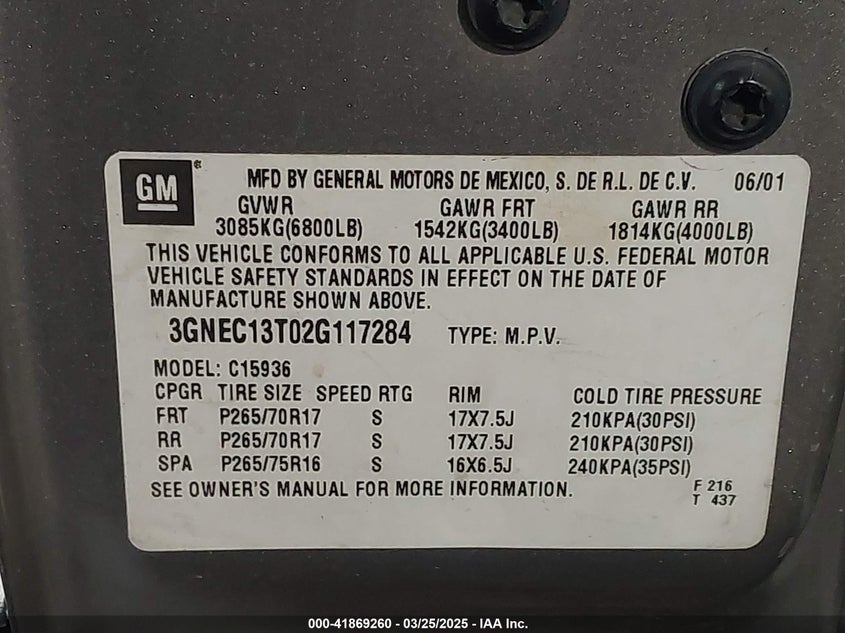 GM® MFD BY GENERAL MOTORS DE MEXICO, S. DE R.L. DE C.V. 06/01
GVWR GAWR FRT GAWR RR
3085KG(6800LB) 1542KG(3400LB) 1814KG(4000LB)
THIS VEHICLE CONFORMS TO ALL APPLICABLE U.S. FEDERAL MOTOR
VEHICLE SAFETY STANDARDS IN EFFECT ON THE DATE OF
MANUFACTURE SHOWN ABOVE.
3GNEC13T02G117284 TYPE: M.P.V.
MODEL: C15936
CPGR TIRE SIZE SPEED RTG RIM COLD TIRE PRESSURE
FRT P265/70R17 S 17X7.5J 210KPA(30PSI)
RR P265/70R17 S 17X7.5J 210KPA(30PSI)
SPA P265/75R16 S 16X6.5J 240KPA(35PSI)
SEE OWNER'S MANUAL FOR MORE INFORMATION. F 216
T 437
000-41869260 - 03/25/2025 - IAA Inc.